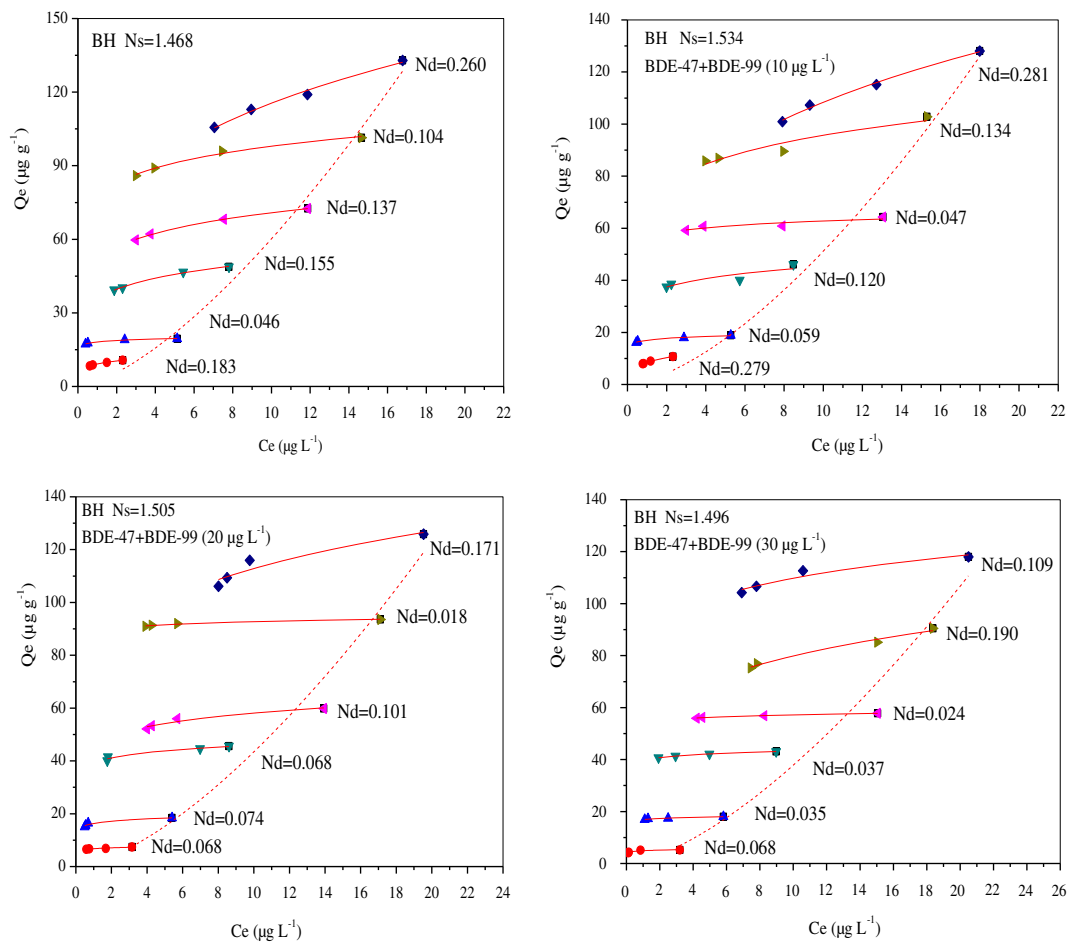 BH Ns=1.468
Nd=0.260
Nd=0.104
Nd=0.137
Nd=0.155
Nd=0.046
Nd=0.183
150
120
90
60
30
0
Qe (µg g⁻¹)
0 2 4 6 8 10 12 14 16 18 20 22
Ce (µg L⁻¹)
BH Ns=1.534
BDE-47+BDE-99 (10 µg L⁻¹)
Nd=0.281
Nd=0.134
Nd=0.047
Nd=0.120
Nd=0.059
Nd=0.279
140
120
100
80
60
40
20
0
Qe (µg g⁻¹)
0 2 4 6 8 10 12 14 16 18 20 22
Ce (µg L⁻¹)
BH Ns=1.505
BDE-47+BDE-99 (20 µg L⁻¹)
Nd=0.171
Nd=0.018
Nd=0.101
Nd=0.068
Nd=0.074
Nd=0.068
140
120
100
80
60
40
20
0
Qe (µg g⁻¹)
0 2 4 6 8 10 12 14 16 18 20 22 24
Ce (µg L⁻¹)
BH Ns=1.496
BDE-47+BDE-99 (30 µg L⁻¹)
Nd=0.109
Nd=0.190
Nd=0.024
Nd=0.037
Nd=0.035
Nd=0.068
140
120
100
80
60
40
20
0
Qe (µg g⁻¹)
0 2 4 6 8 10 12 14 16 18 20 22 24 26
Ce (µg L⁻¹)